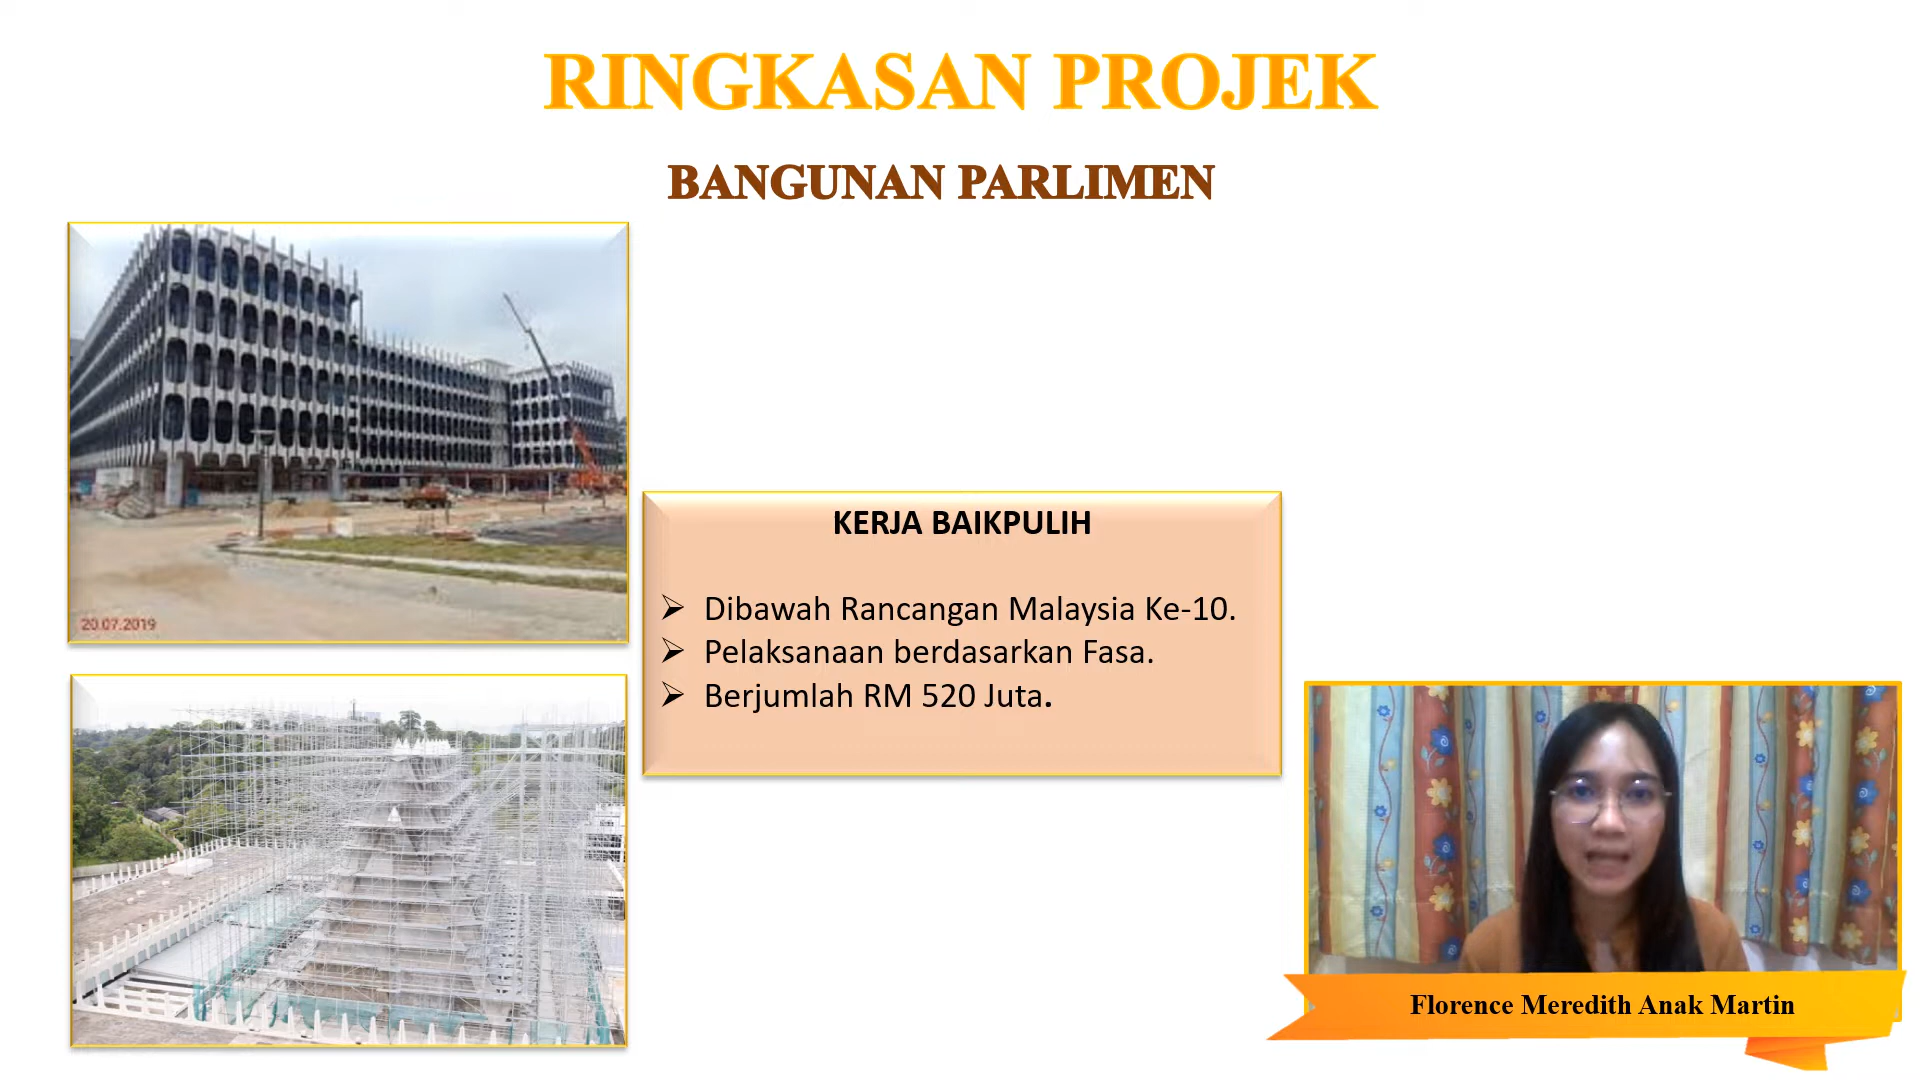 RINGKASAN PROJEK
BANGUNAN PARLIMEN
20.07.2019
KERJA BAIKPULIH
➢ Dibawah Rancangan Malaysia Ke-10.
➢ Pelaksanaan berdasarkan Fasa.
➢ Berjumlah RM 520 Juta.
Florence Meredith Anak Martin